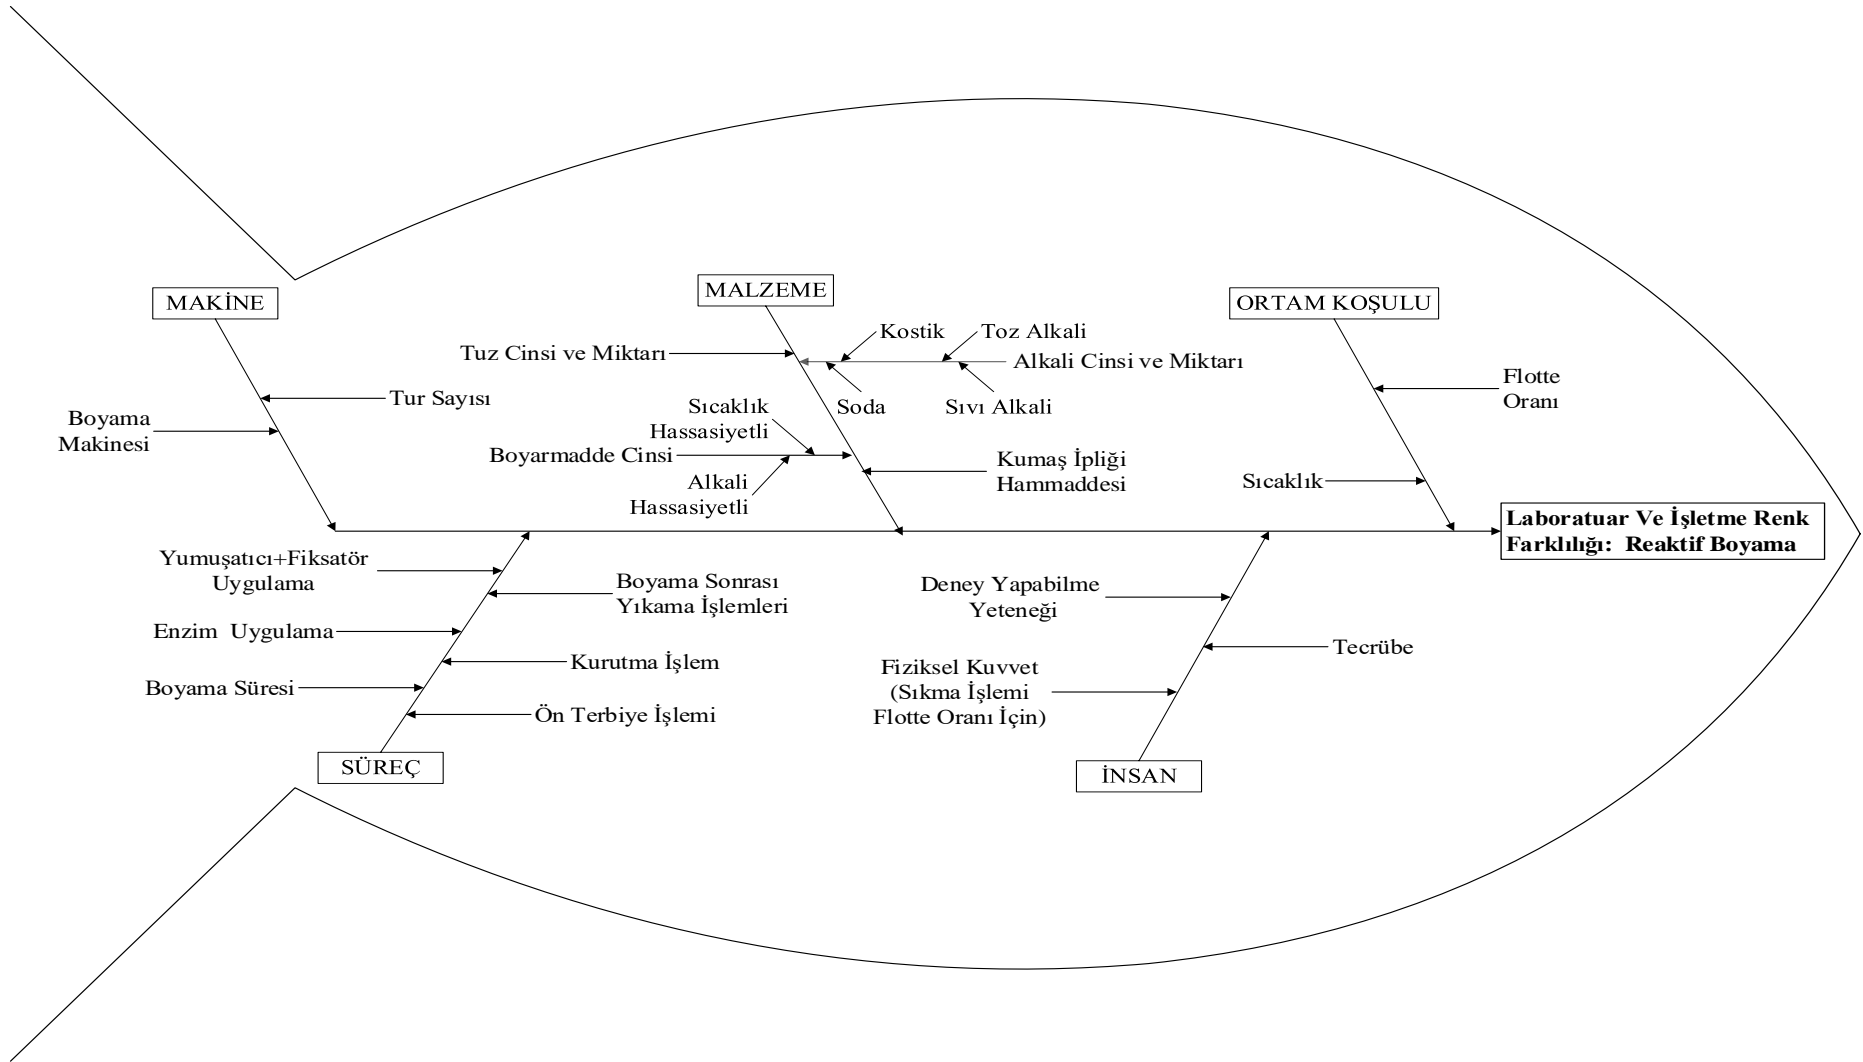 MAKİNE
Tur Sayısı
Boyama
Makinesi
MALZEME
Tuz Cinsi ve Miktarı
Kostik
Toz Alkali
Alkali Cinsi ve Miktarı
Soda
Sıvı Alkali
Sıcaklık
Hassasiyetli
Boyarmadde Cinsi
Alkali
Hassasiyetli
Kumaş İpliği
Hammaddesi
ORTAM KOŞULU
Flotte
Oranı
Sıcaklık
Laboratuar Ve İşletme Renk
Farklılığı:  Reaktif Boyama
Yumuşatıcı+Fiksatör
Uygulama
Boyama Sonrası
Yıkama İşlemleri
Enzim  Uygulama
Kurutma İşlem
Boyama Süresi
Ön Terbiye İşlemi
SÜREÇ
Deney Yapabilme
Yeteneği
Tecrübe
Fiziksel Kuvvet
(Sıkma İşlemi
Flotte Oranı İçin)
İNSAN